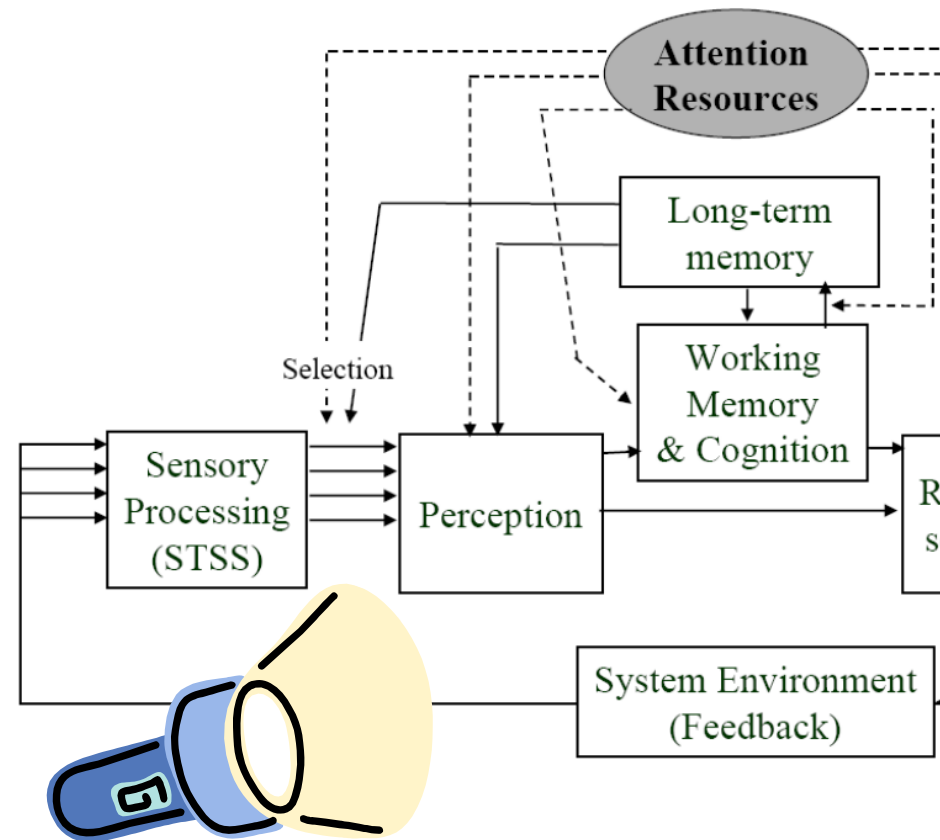 Attention
Resources
Long-term
memory
Selection
Working
Memory
& Cognition
Sensory
Processing
(STSS)
Perception
System Environment
(Feedback)